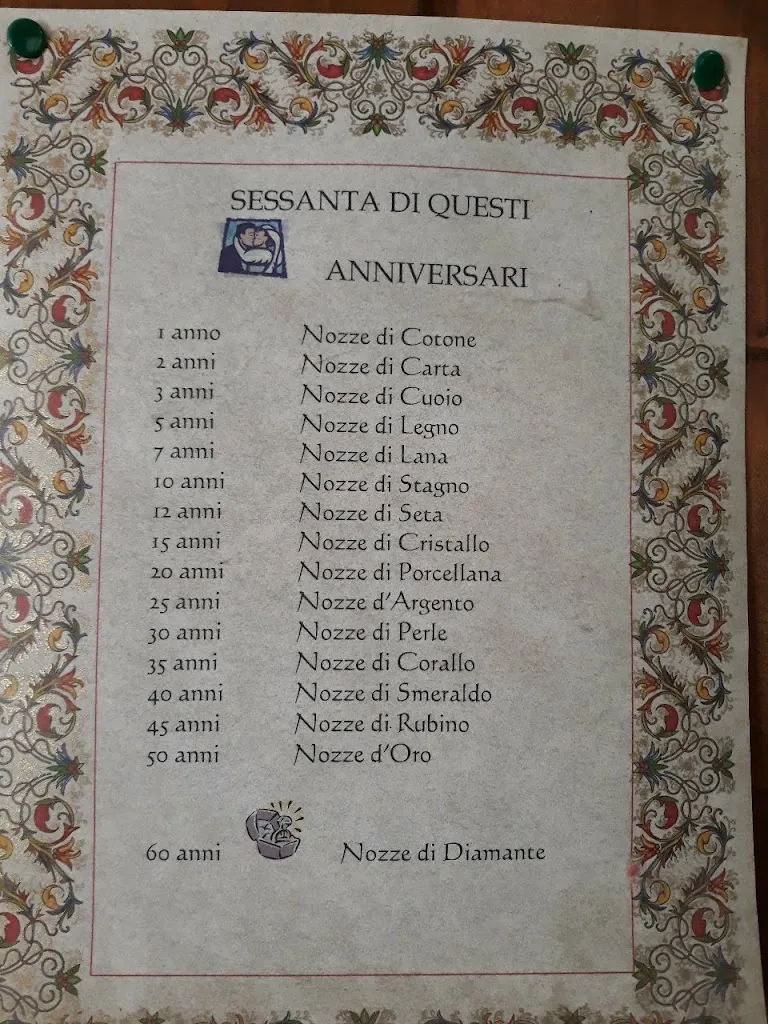 SESSANTA DI QUESTI
ANNIVERSARI
1 anno Nozze di Cotone
2 anni Nozze di Carta
3 anni Nozze di Cuoio
5 anni Nozze di Legno
7 anni Nozze di Lana
10 anni Nozze di Stagno
12 anni Nozze di Seta
15 anni Nozze di Cristallo
20 anni Nozze di Porcellana
25 anni Nozze d'Argento
30 anni Nozze di Perle
35 anni Nozze di Corallo
40 anni Nozze di Smeraldo
45 anni Nozze di Rubino
50 anni Nozze d'Oro
60 anni Nozze di Diamante